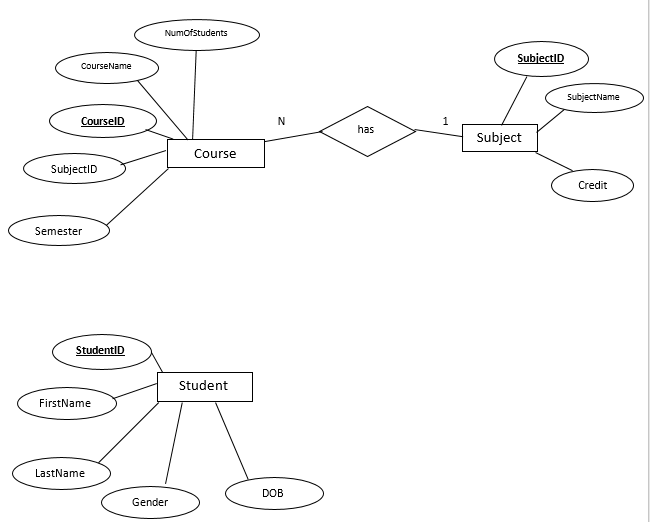 NumOfStudents
CourseName
CourseID
SubjectID
Semester
Course
N
has
1
SubjectID
SubjectName
Subject
Credit
StudentID
Student
FirstName
LastName
Gender
DOB